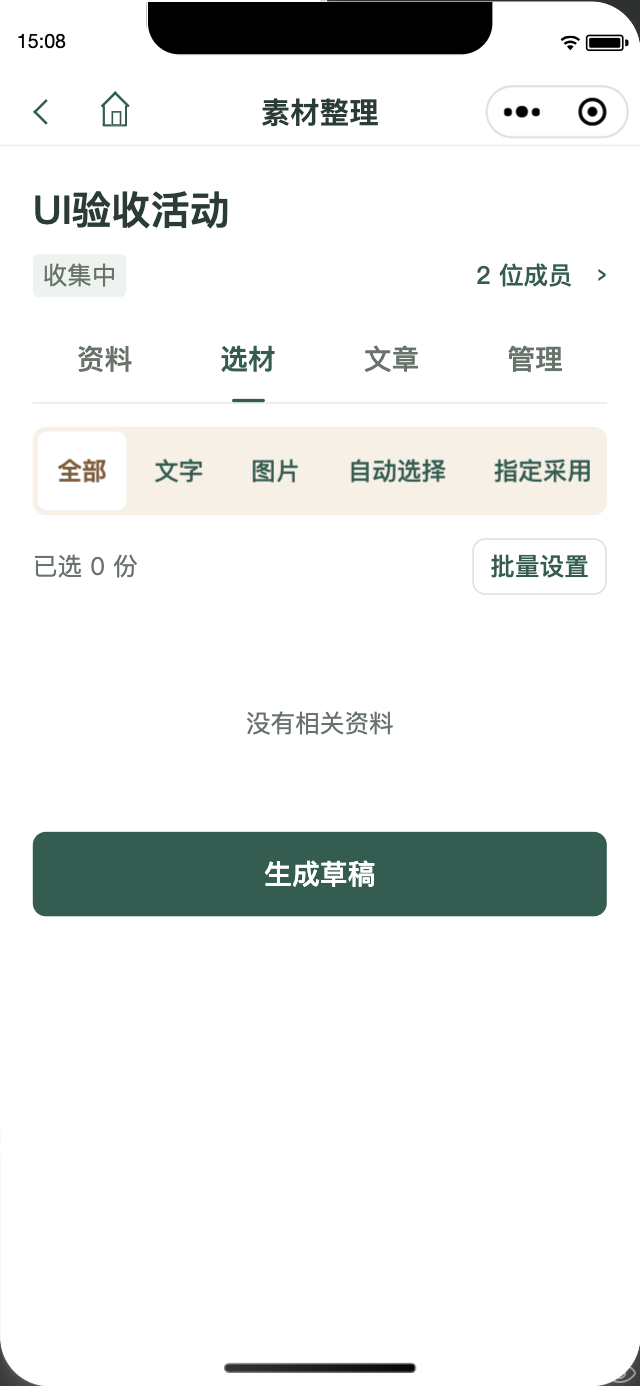 15:08
素材整理
UI验收活动
收集中
2 位成员 >
资料 选材 文章 管理
全部 文字 图片 自动选择 指定采用
已选 0 份
批量设置
没有相关资料
生成草稿